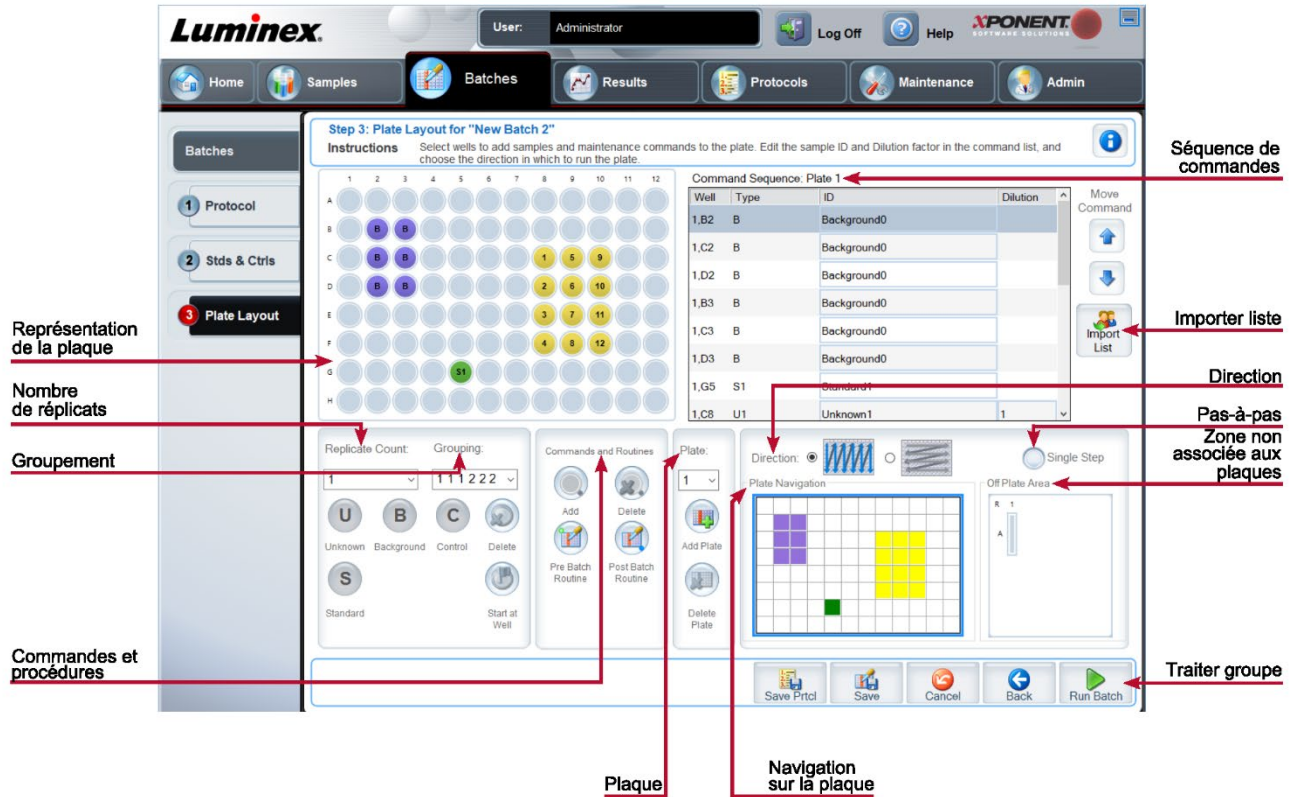 Luminex.
User: Administrator
Log Off
Help
XPONENT.
SOFTWARE SOLUTIONS
Home
Samples
Batches
Results
Protocols
Maintenance
Admin
Batches
1 Protocol
2 Stds & Ctrls
3 Plate Layout
Step 3: Plate Layout for "New Batch 2"
Instructions Select wells to add samples and maintenance commands to the plate. Edit the sample ID and Dilution factor in the command list, and
choose the direction in which to run the plate.
1 2 3 4 5 6 7 8 9 10 11 12
A
B B B
C B B 1 5 9
D B B 2 6 10
E 3 7 11
F 4 8 12
G S1
H
Command Sequence: Plate 1
Well Type ID Dilution
1,B2 B Background0
1,C2 B Background0
1,D2 B Background0
1,B3 B Background0
1,C3 B Background0
1,D3 B Background0
1,G5 S1 Standard1
1,C8 U1 Unknown1 1
Move
Command
Import
List
Séquence de
commandes
Importer liste
Direction
Pas-à-pas
Zone non
associée aux
plaques
Représentation
de la plaque
Nombre
de réplicats
Groupement
Replicate Count: Grouping:
1 1 1 1 2 2 2
U B C
Unknown Background Control Delete
S
Standard Start at
Well
Commands and Routines
Add Delete
Pre Batch
Routine
Post Batch
Routine
Plate:
1
Add Plate
Delete
Plate
Direction:
Single Step
Plate Navigation
Off Plate Area
R 1
A
Commandes et
procédures
Save Prtcl
Save
Cancel
Back
Run Batch
Traiter groupe
Plaque
Navigation
sur la plaque